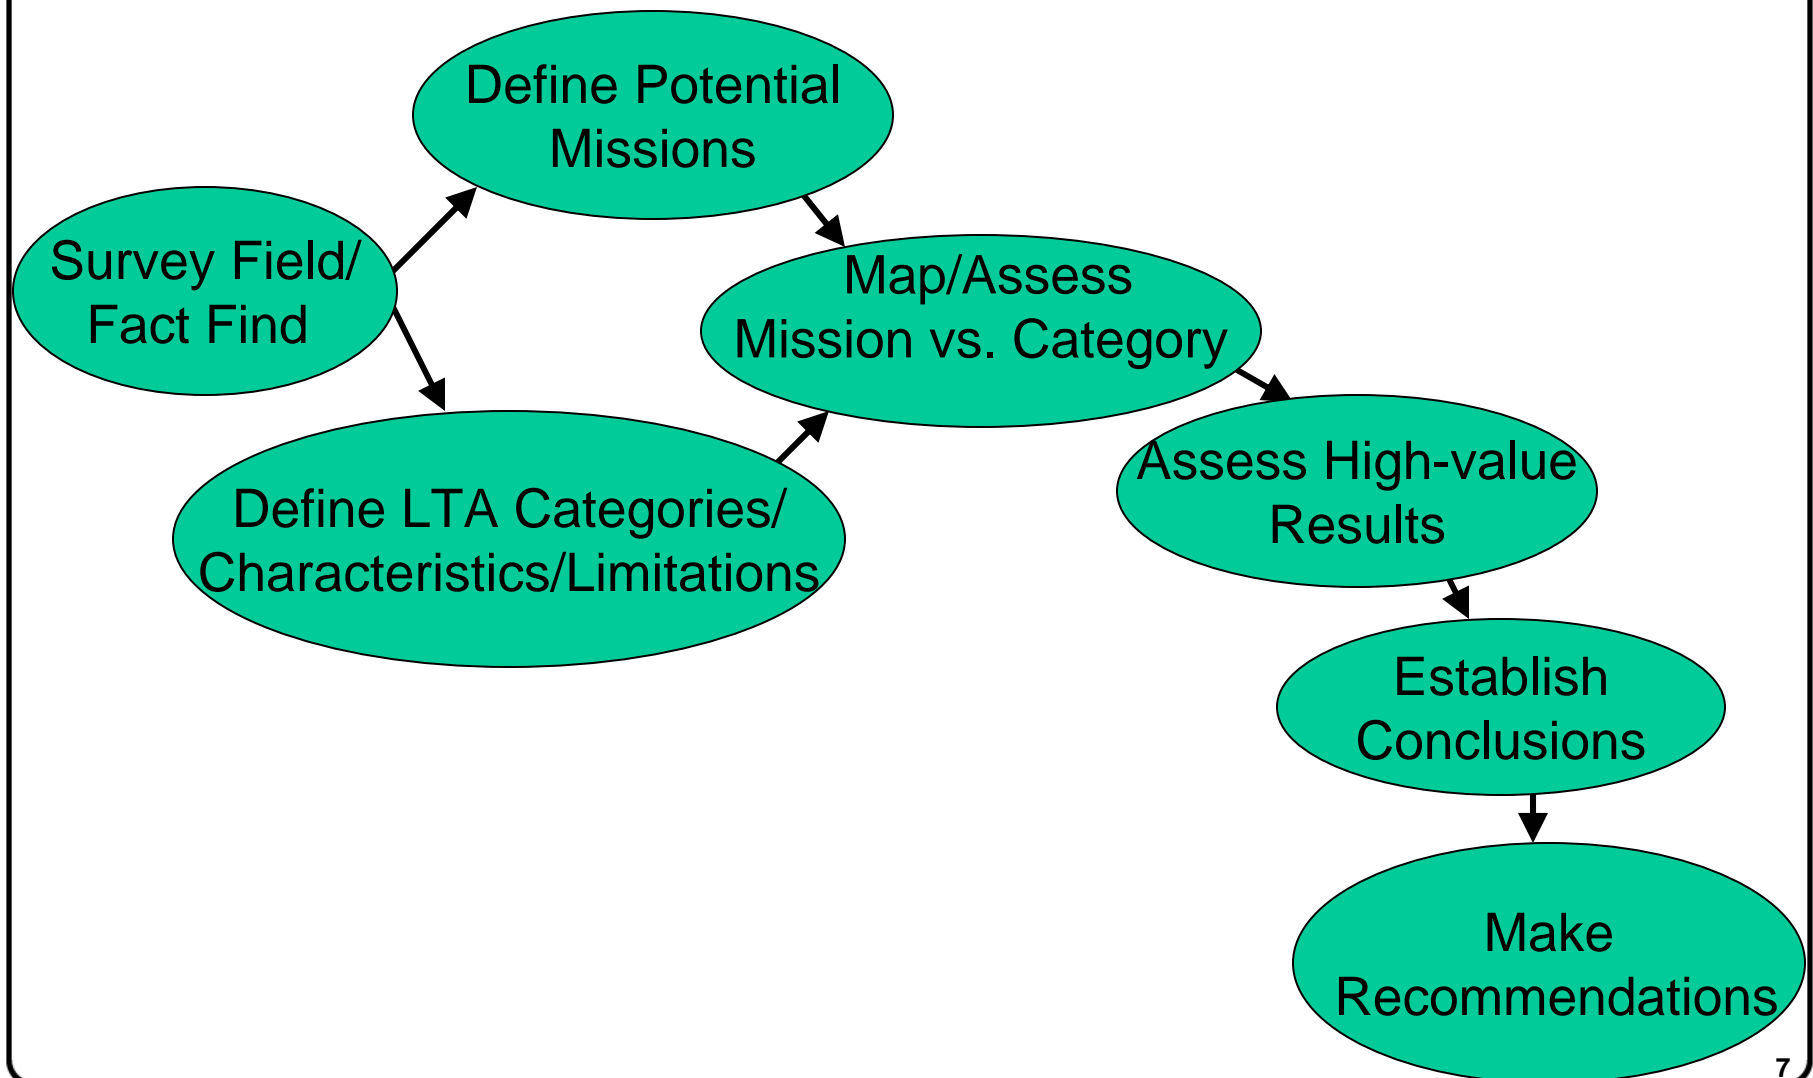 Define Potential
Missions
Survey Field/
Fact Find
Map/Assess
Mission vs. Category
Define LTA Categories/
Characteristics/Limitations
Assess High-value
Results
Establish
Conclusions
Make
Recommendations
7